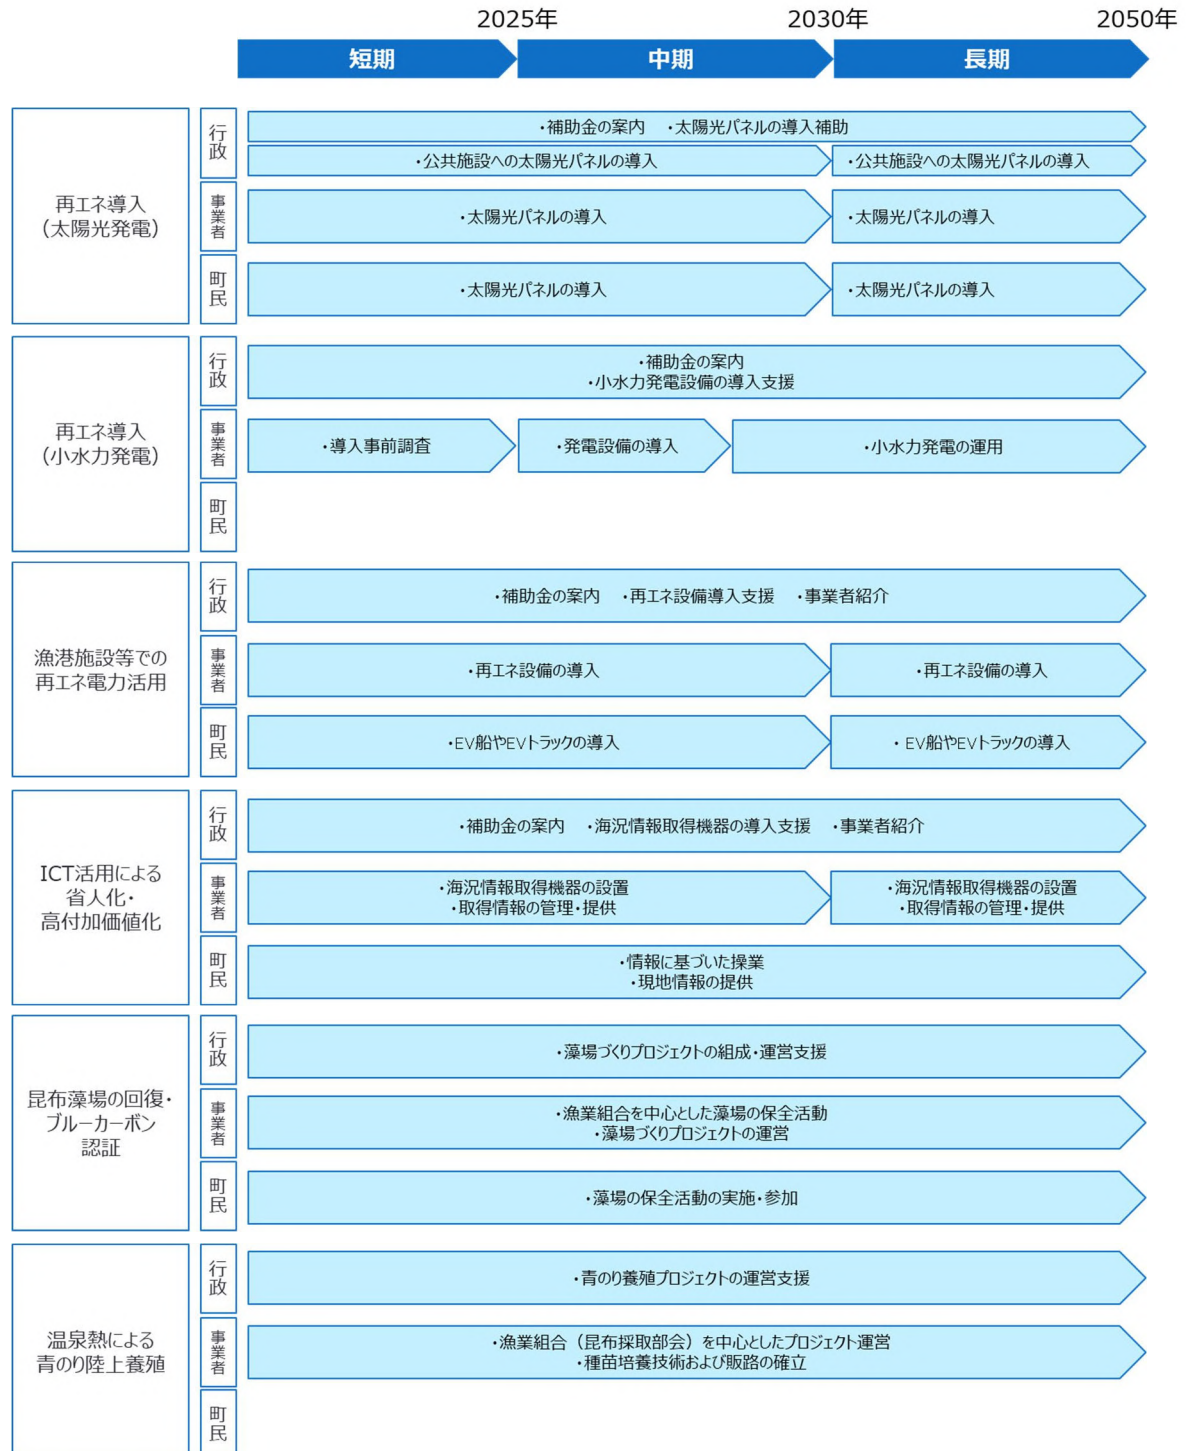 2025年 2030年 2050年
短期 中期 長期
再エネ導入
（太陽光発電）
行政
・補助金の案内 ・太陽光パネルの導入補助
・公共施設への太陽光パネルの導入 ・公共施設への太陽光パネルの導入
事業者
・太陽光パネルの導入 ・太陽光パネルの導入
町民
・太陽光パネルの導入 ・太陽光パネルの導入
再エネ導入
（小水力発電）
行政
・補助金の案内
・小水力発電設備の導入支援
事業者
・導入事前調査 ・発電設備の導入 ・小水力発電の運用
町民
漁港施設等での
再エネ電力活用
行政
・補助金の案内 ・再エネ設備導入支援 ・事業者紹介
事業者
・再エネ設備の導入 ・再エネ設備の導入
町民
・EV船やEVトラックの導入 ・EV船やEVトラックの導入
ICT活用による
省人化・
高付加価値化
行政
・補助金の案内 ・海況情報取得機器の導入支援 ・事業者紹介
事業者
・海況情報取得機器の設置 ・海況情報取得機器の設置
・取得情報の管理・提供 ・取得情報の管理・提供
町民
・情報に基づいた操業
・現地情報の提供
昆布藻場の回復・
ブルーカーボン
認証
行政
・藻場づくりプロジェクトの組成・運営支援
事業者
・漁業組合を中心とした藻場の保全活動
・藻場づくりプロジェクトの運営
町民
・藻場の保全活動の実施・参加
温泉熱による
青のり陸上養殖
行政
・青のり養殖プロジェクトの運営支援
事業者
・漁業組合（昆布採取部会）を中心としたプロジェクト運営
・種苗培養技術および販路の確立
町民